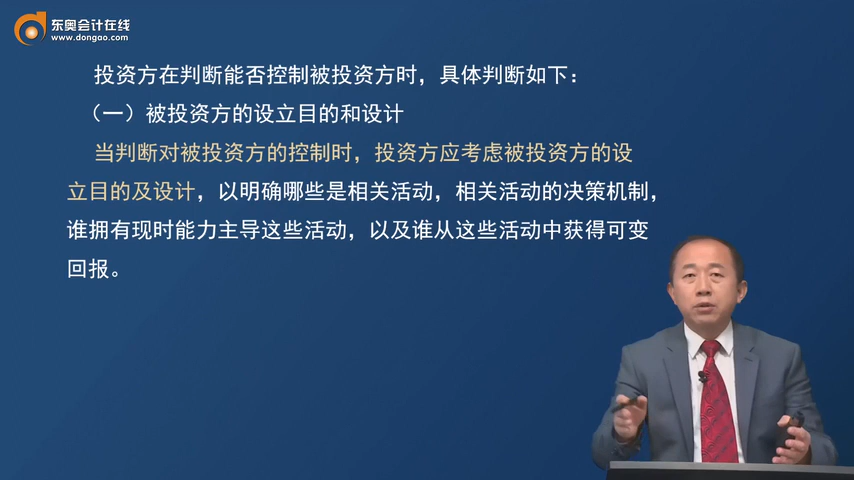 东奥会计在线
www.dongao.com
投资方在判断能否控制被投资方时，具体判断如下：
（一）被投资方的设立目的和设计
当判断对被投资方的控制时，投资方应考虑被投资方的设
立目的及设计，以明确哪些是相关活动，相关活动的决策机制，
谁拥有现时能力主导这些活动，以及谁从这些活动中获得可变
回报。